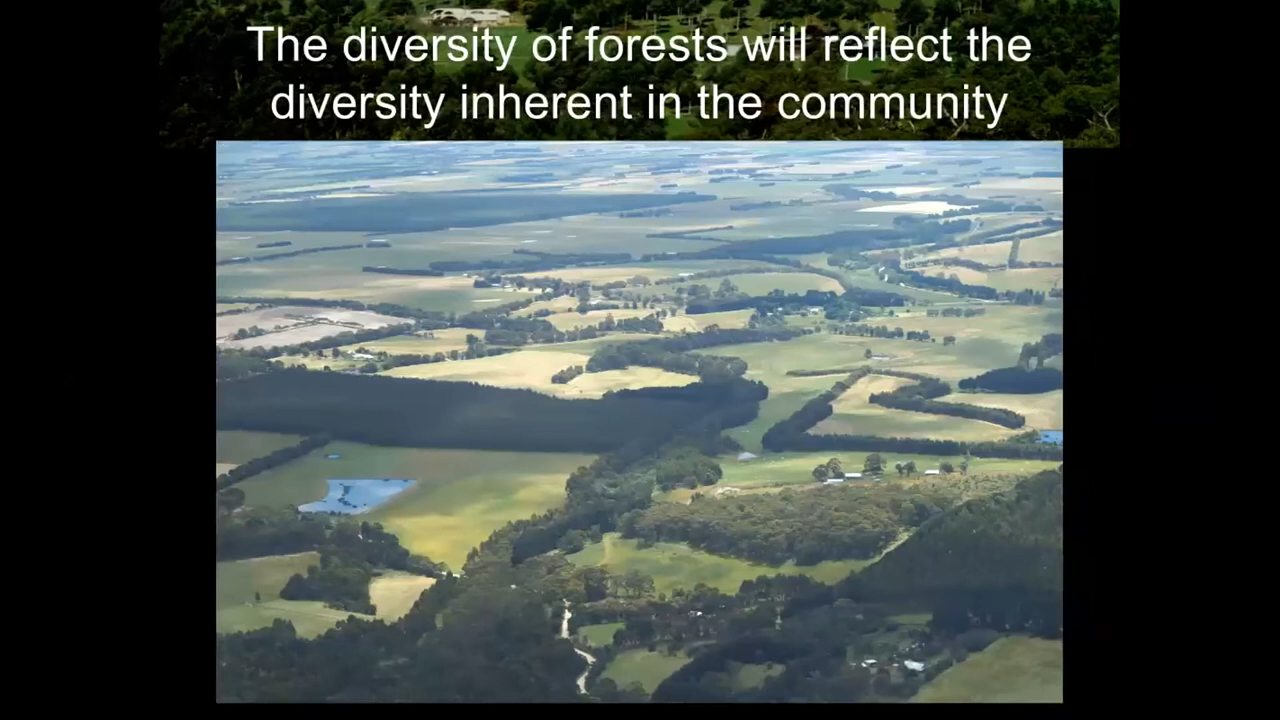 The diversity of forests will reflect the
diversity inherent in the community